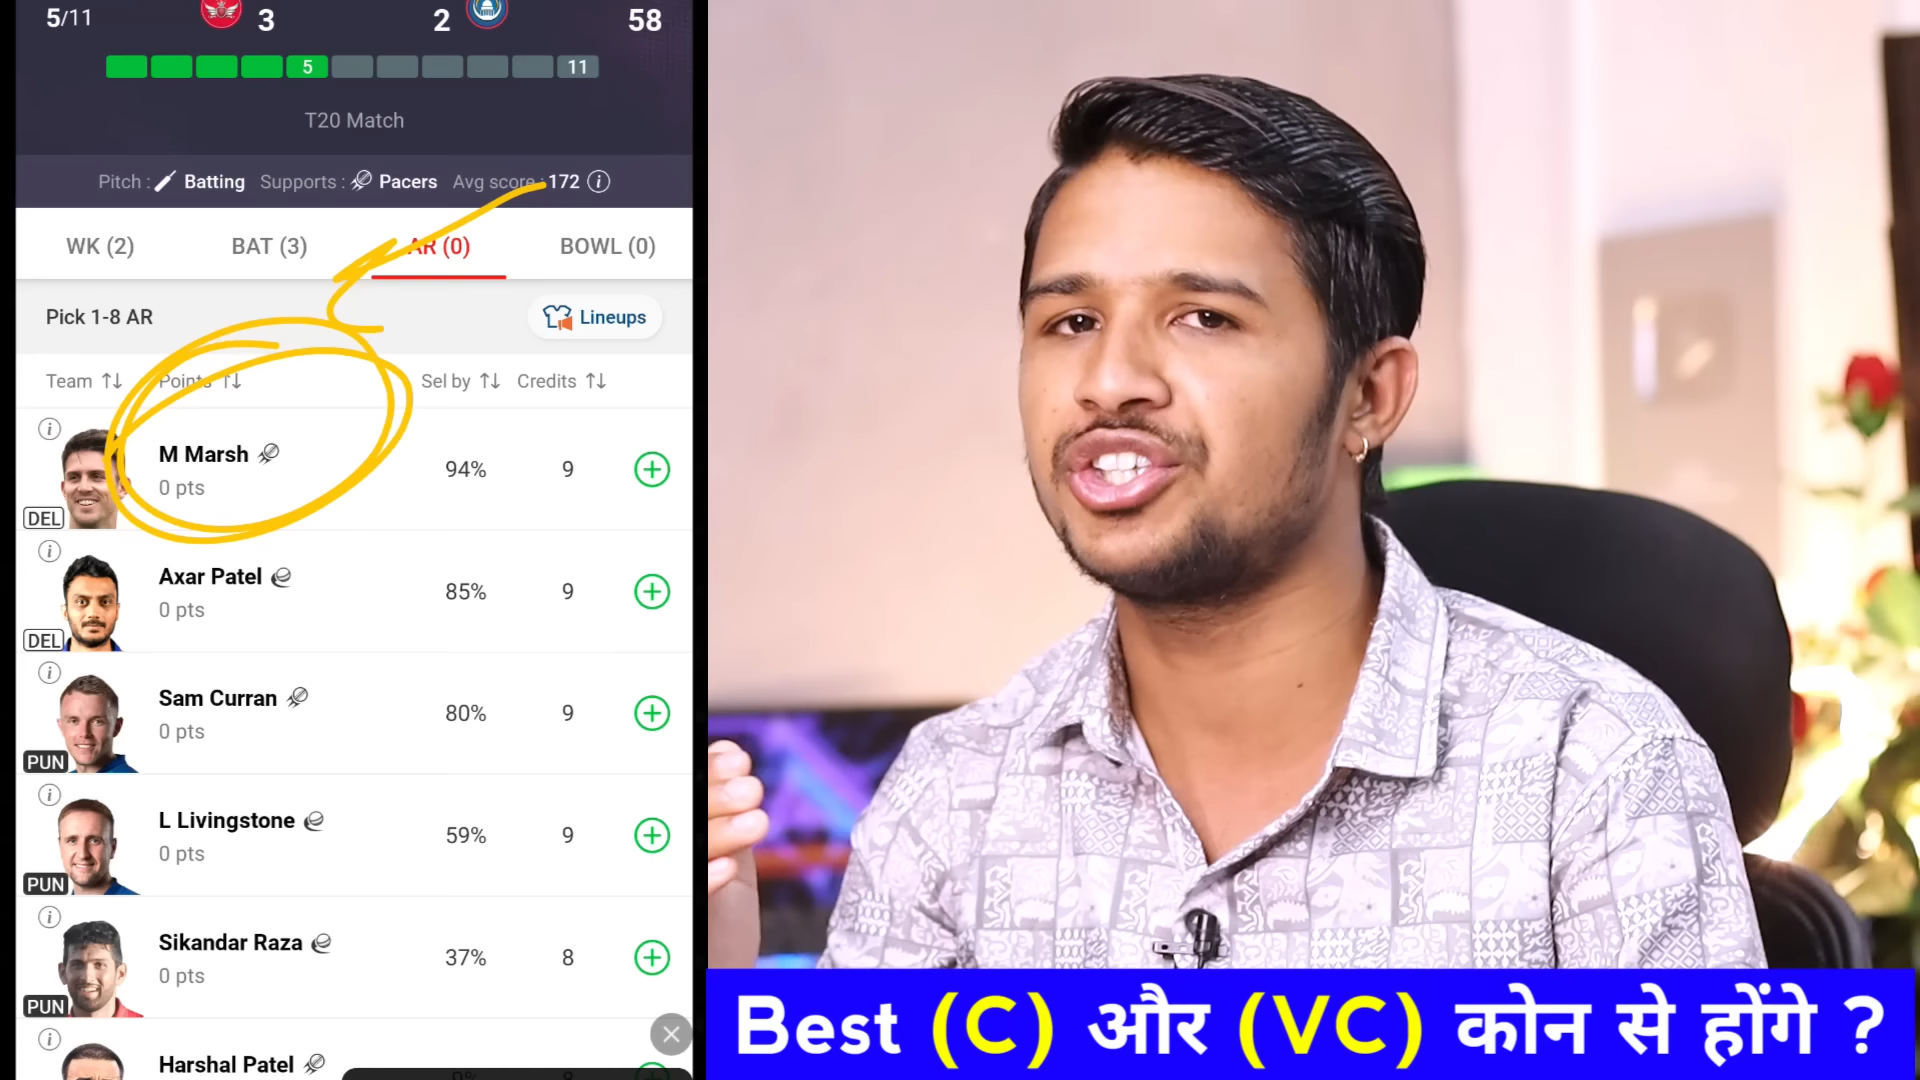 5/11 3 2 58
5 11
T20 Match
Pitch : Batting Supports : Pacers Avg score : 172
WK (2) BAT (3) AR (0) BOWL (0)
Pick 1-8 AR Lineups
Team Points Sel by Credits
M Marsh 94% 9
0 pts
DEL
Axar Patel 85% 9
0 pts
DEL
Sam Curran 80% 9
0 pts
PUN
L Livingstone 59% 9
0 pts
PUN
Sikandar Raza 37% 8
0 pts
PUN
Harshal Patel
Best (C) और (VC) कोन से होंगे ?